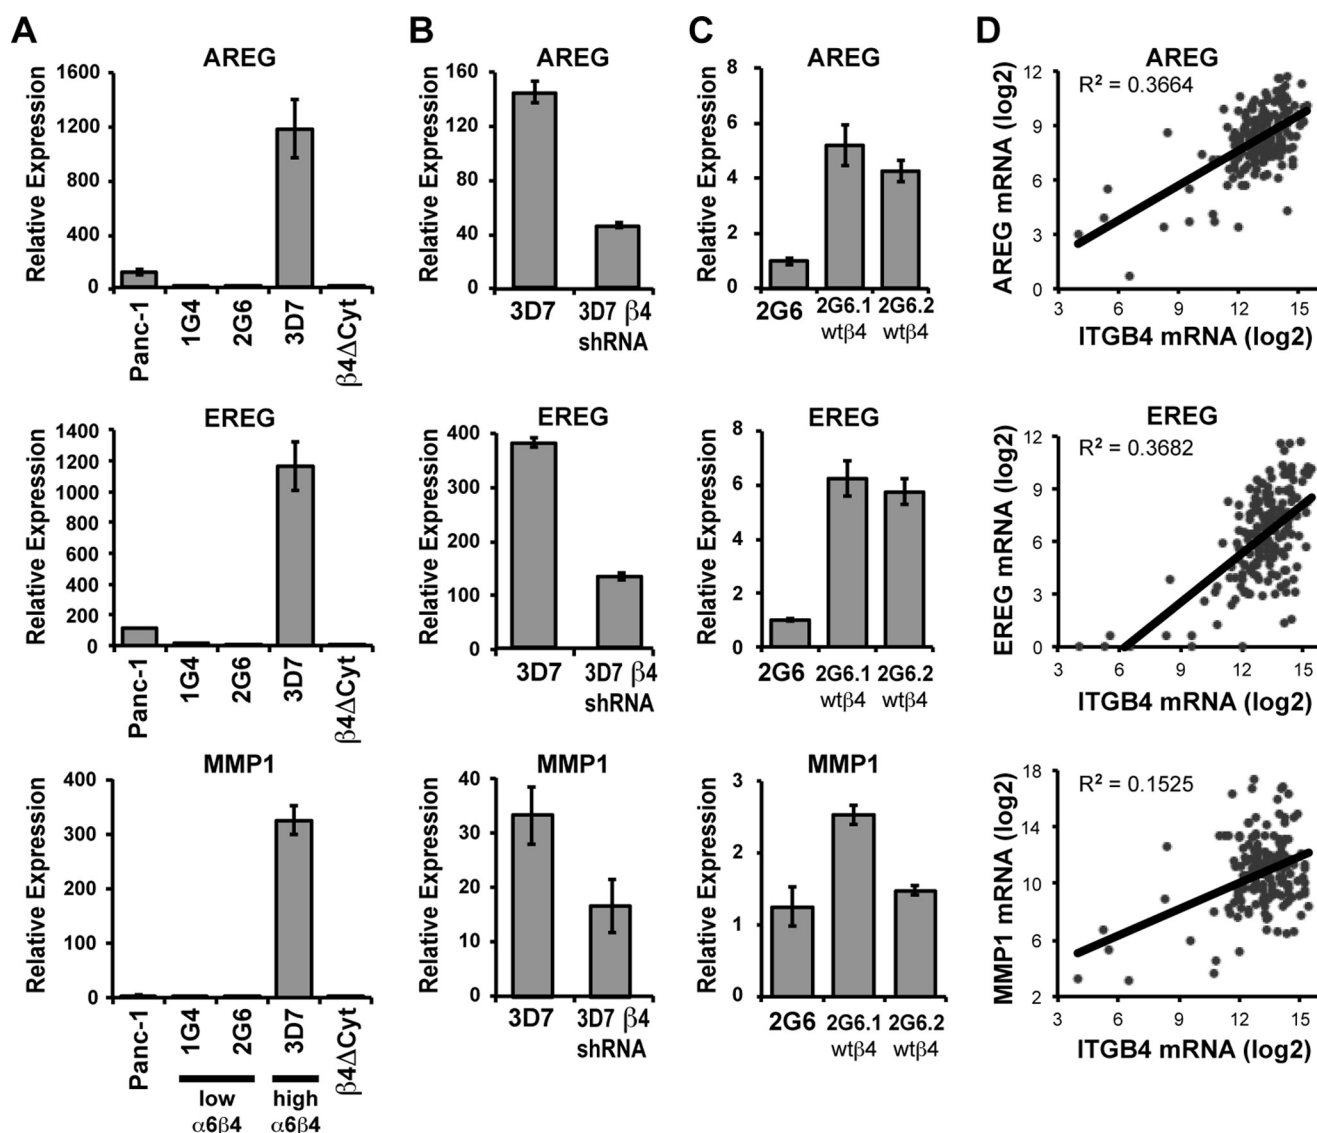 A
AREG
Relative Expression
1600
1200
800
400
0
Panc-1
1G4
2G6
3D7
β4ΔCyt
EREG
Relative Expression
1400
1200
1000
800
600
400
200
0
Panc-1
1G4
2G6
3D7
β4ΔCyt
MMP1
Relative Expression
400
300
200
100
0
Panc-1
1G4
2G6
3D7
β4ΔCyt
low
α6β4
high
α6β4
B
AREG
Relative Expression
160
120
80
40
0
3D7
3D7 β4
shRNA
EREG
Relative Expression
400
300
200
100
0
3D7
3D7 β4
shRNA
MMP1
Relative Expression
40
30
20
10
0
3D7
3D7 β4
shRNA
C
AREG
Relative Expression
8
6
4
2
0
2G6
2G6.1
wtβ4
2G6.2
wtβ4
EREG
Relative Expression
8
6
4
2
0
2G6
2G6.1
wtβ4
2G6.2
wtβ4
MMP1
Relative Expression
3
2
1
0
2G6
2G6.1
wtβ4
2G6.2
wtβ4
D
AREG
R² = 0.3664
AREG mRNA (log2)
12
9
6
3
0
3 6 9 12 15
ITGB4 mRNA (log2)
EREG
R² = 0.3682
EREG mRNA (log2)
12
9
6
3
0
3 6 9 12 15
ITGB4 mRNA (log2)
MMP1
R² = 0.1525
MMP1 mRNA (log2)
18
14
10
6
2
3 6 9 12 15
ITGB4 mRNA (log2)